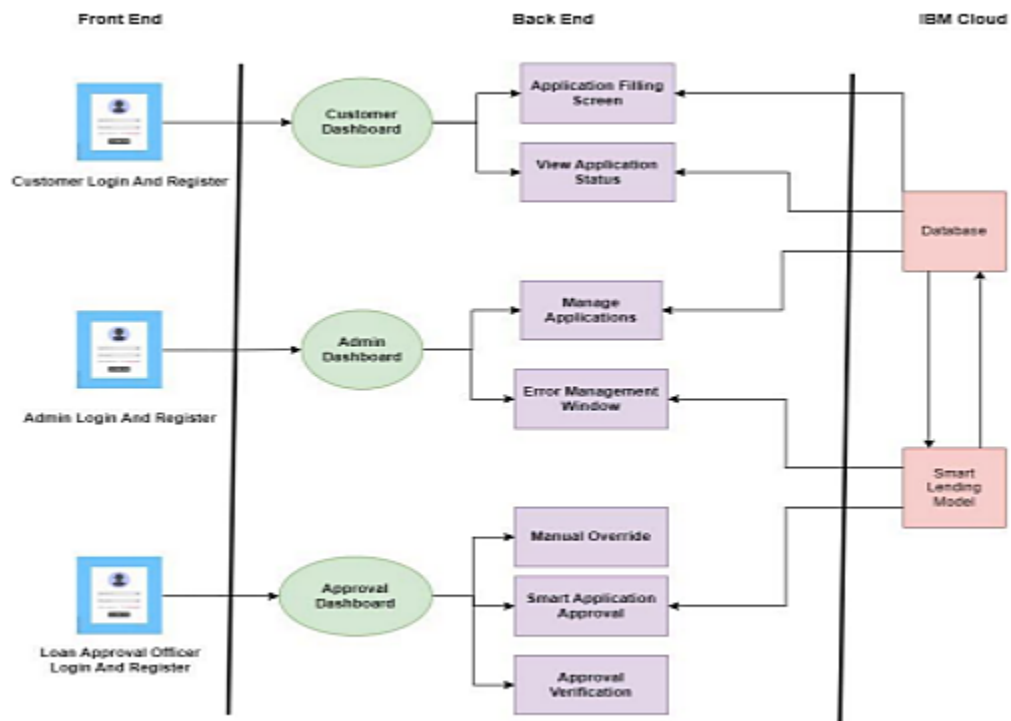 Front End
Back End
IBM Cloud
Customer Login And Register
Customer
Dashboard
Application Filling
Screen
View Application
Status
Database
Admin Login And Register
Admin
Dashboard
Manage
Applications
Error Management
Window
Smart
Lending
Model
Loan Approval Officer
Login And Register
Approval
Dashboard
Manual Override
Smart Application
Approval
Approval
Verification